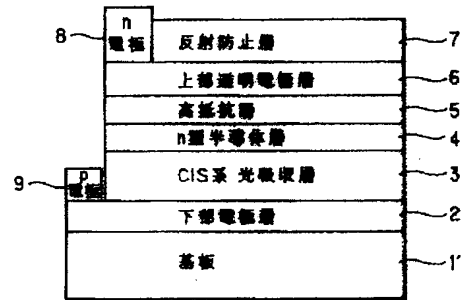 8
n
電極
反射防止層
7
上部透明電極層
6
高抵抗層
5
n型半導体層
4
9
p
電極
CIS系 光吸収層
3
下部電極層
2
基板
1